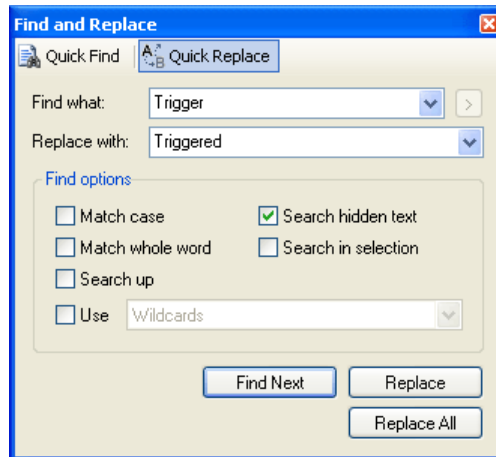 Find and Replace
Quick Find Quick Replace
Find what: Trigger >
Replace with: Triggered
Find options
Match case Search hidden text
Match whole word Search in selection
Search up
Use Wildcards
Find Next Replace
Replace All